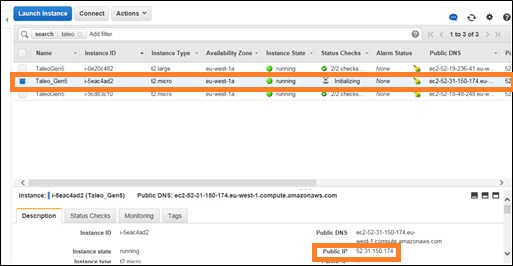 Launch Instance Connect Actions
search : taleo Add filter 1 to 3 of 3
Name Instance ID Instance Type Availability Zone Instance State Status Checks Alarm Status Public DNS
TaleoGen5 i-0e20c482 t2.large eu-west-1a running 2/2 checks... None ec2-52-19-236-41.eu-w... 52
Taleo_Gen5 i-5eac4ad2 t2.micro eu-west-1a running Initializing None ec2-52-31-150-174.eu-... 52
TaleoGen5 i-9cd83c10 t2.micro eu-west-1a running 2/2 checks... None ec2-52-18-48-248.eu-w... 52
Instance: i-5eac4ad2 (Taleo_Gen5) Public DNS: ec2-52-31-150-174.eu-west-1.compute.amazonaws.com
Description Status Checks Monitoring Tags
Instance ID i-5eac4ad2 Public DNS ec2-52-31-150-174.eu-
west-1.compute.amazonaws.com
Instance state running Public IP 52.31.150.174
Instance type t2.micro